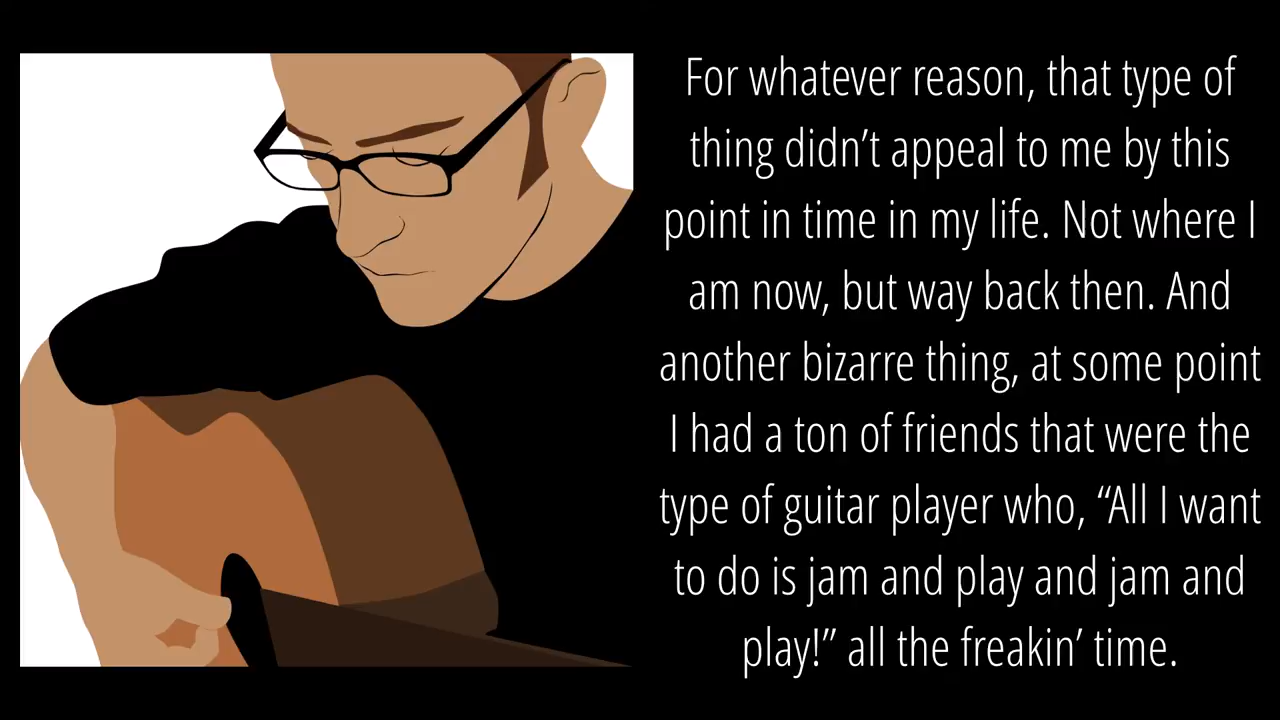 For whatever reason, that type of
thing didn’t appeal to me by this
point in time in my life. Not where I
am now, but way back then. And
another bizarre thing, at some point
I had a ton of friends that were the
type of guitar player who, “All I want
to do is jam and play and jam and
play!” all the freakin’ time.